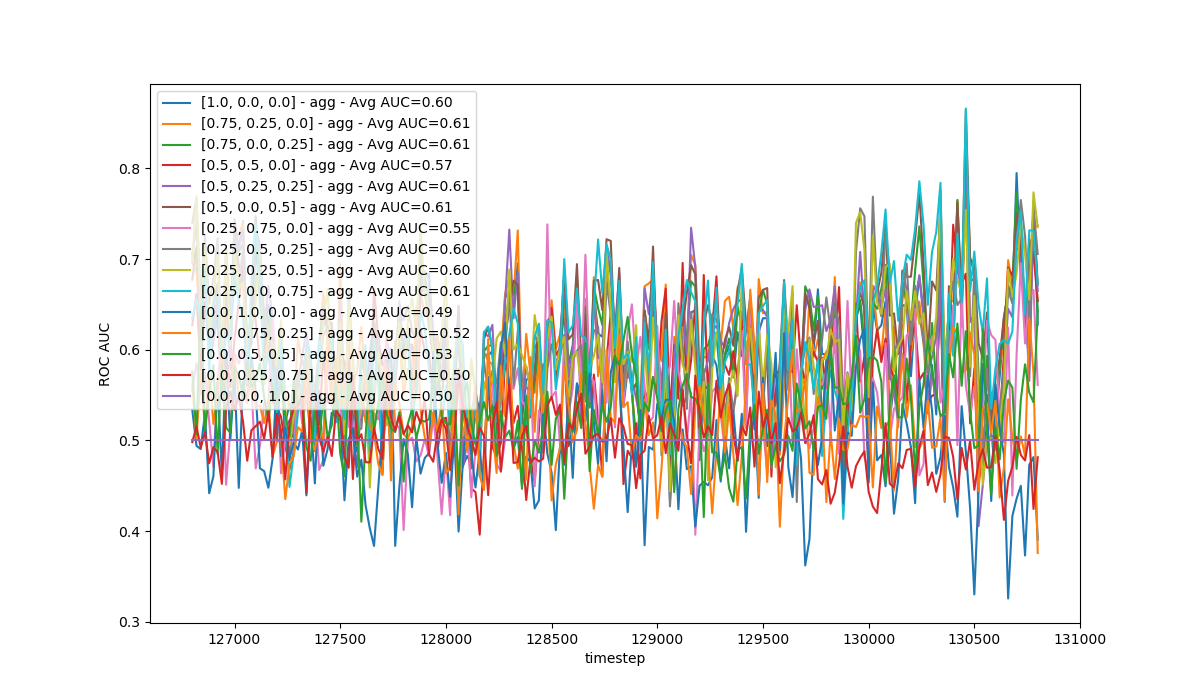 [1.0, 0.0, 0.0] - agg - Avg AUC=0.60
[0.75, 0.25, 0.0] - agg - Avg AUC=0.61
[0.75, 0.0, 0.25] - agg - Avg AUC=0.61
[0.5, 0.5, 0.0] - agg - Avg AUC=0.57
[0.5, 0.25, 0.25] - agg - Avg AUC=0.61
[0.5, 0.0, 0.5] - agg - Avg AUC=0.61
[0.25, 0.75, 0.0] - agg - Avg AUC=0.55
[0.25, 0.5, 0.25] - agg - Avg AUC=0.60
[0.25, 0.25, 0.5] - agg - Avg AUC=0.60
[0.25, 0.0, 0.75] - agg - Avg AUC=0.61
[0.0, 1.0, 0.0] - agg - Avg AUC=0.49
[0.0, 0.75, 0.25] - agg - Avg AUC=0.52
[0.0, 0.5, 0.5] - agg - Avg AUC=0.53
[0.0, 0.25, 0.75] - agg - Avg AUC=0.50
[0.0, 0.0, 1.0] - agg - Avg AUC=0.50
ROC AUC
0.8
0.7
0.6
0.5
0.4
0.3
127000 127500 128000 128500 129000 129500 130000 130500 131000
timestep